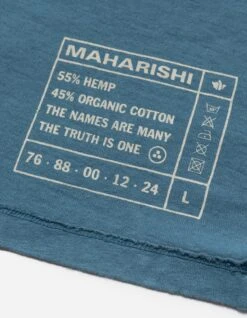 MAHARISHI
55% HEMP
45% ORGANIC COTTON
THE NAMES ARE MANY
THE TRUTH IS ONE
76 · 88 · 00 · 12 · 24
L